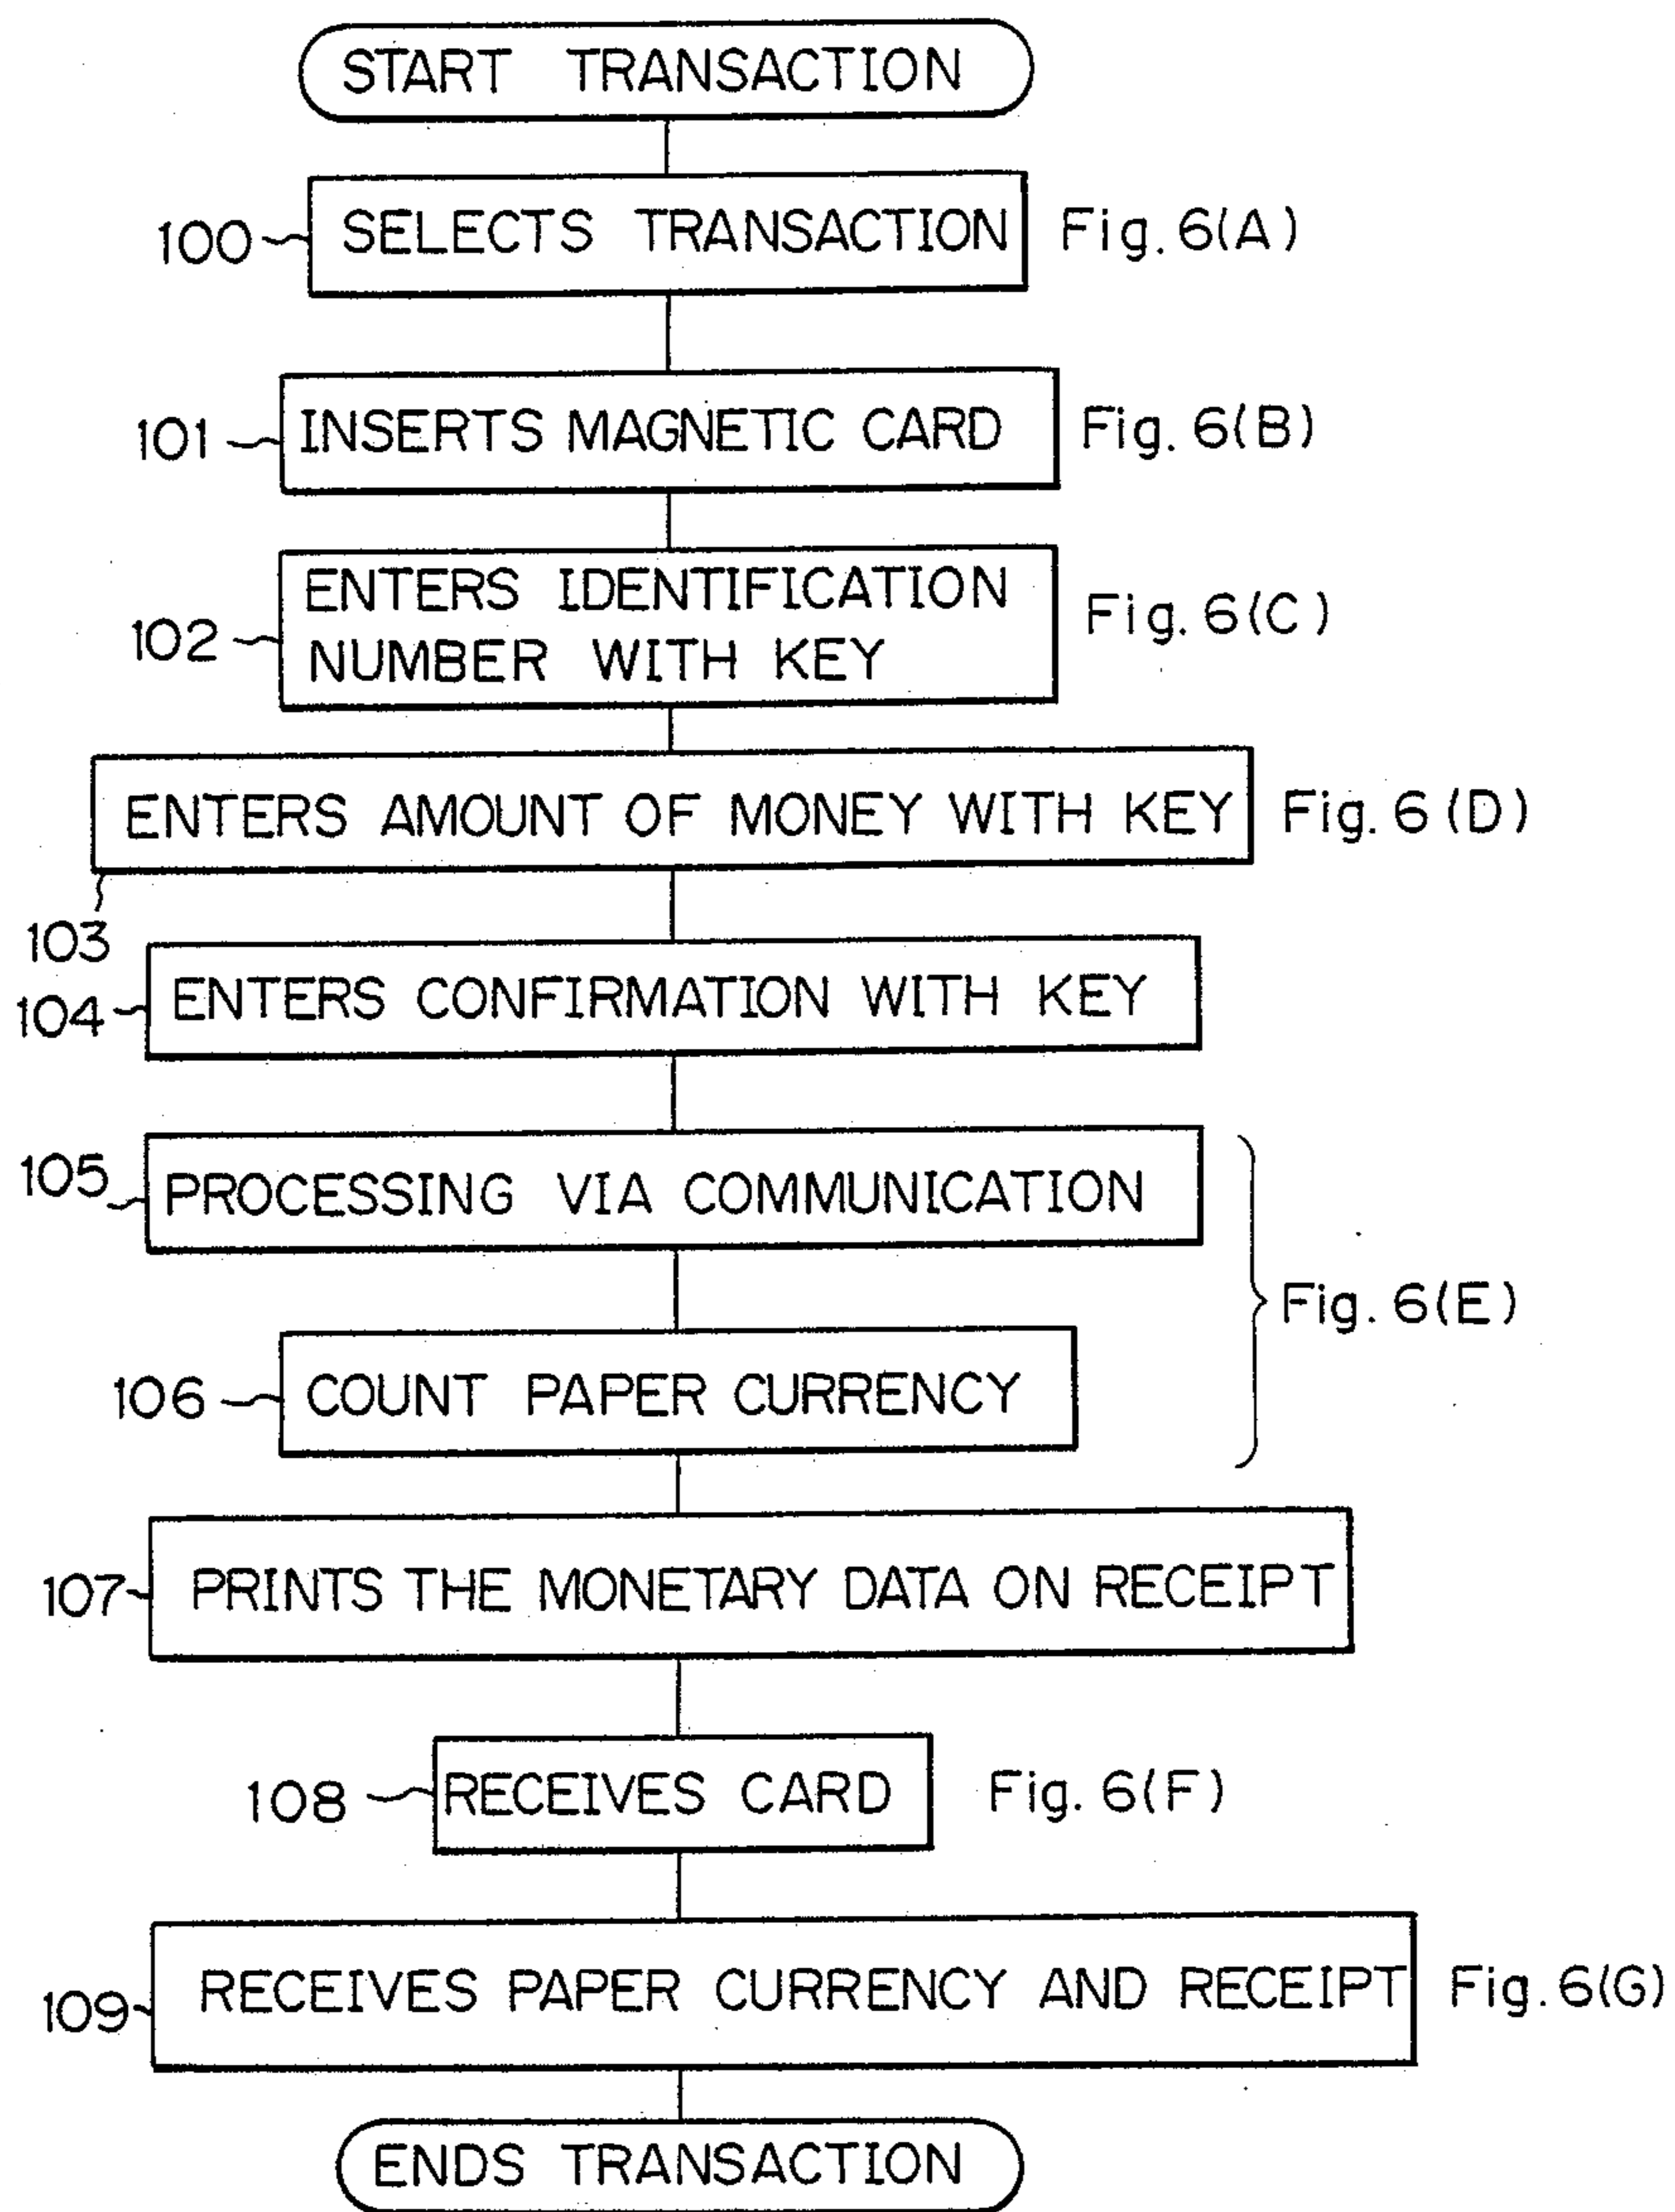 START TRANSACTION
100 SELECTS TRANSACTION Fig. 6(A)
101 INSERTS MAGNETIC CARD Fig. 6(B)
ENTERS IDENTIFICATION
NUMBER WITH KEY
102 Fig. 6(C)
ENTERS AMOUNT OF MONEY WITH KEY Fig. 6(D)
103
104 ENTERS CONFIRMATION WITH KEY
105 PROCESSING VIA COMMUNICATION
Fig. 6(E)
106 COUNT PAPER CURRENCY
107 PRINTS THE MONETARY DATA ON RECEIPT
108 RECEIVES CARD Fig. 6(F)
109 RECEIVES PAPER CURRENCY AND RECEIPT Fig. 6(G)
ENDS TRANSACTION